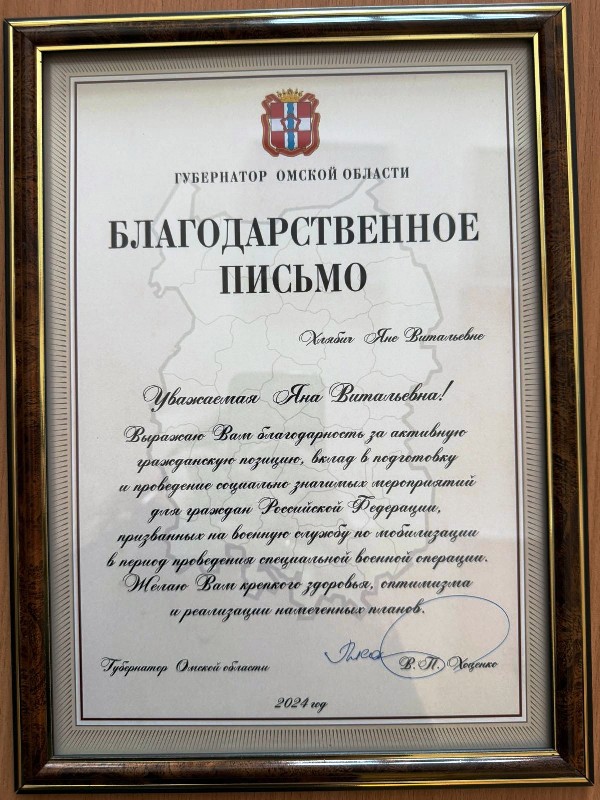 ГУБЕРНАТОР ОМСКОЙ ОБЛАСТИ
БЛАГОДАРСТВЕННОЕ
ПИСЬМО
Хлябич Яне Витальевне
Уважаемая Яна Витальевна!
Выражаю Вам благодарность за активную
гражданскую позицию, вклад в подготовку
и проведение социально значимых мероприятий
для граждан Российской Федерации,
призванных на военную службу по мобилизации
в период проведения специальной военной операции.
Желаю Вам крепкого здоровья, оптимизма
и реализации намеченных планов.
Губернатор Омской области В. П. Хоценко
2024 год